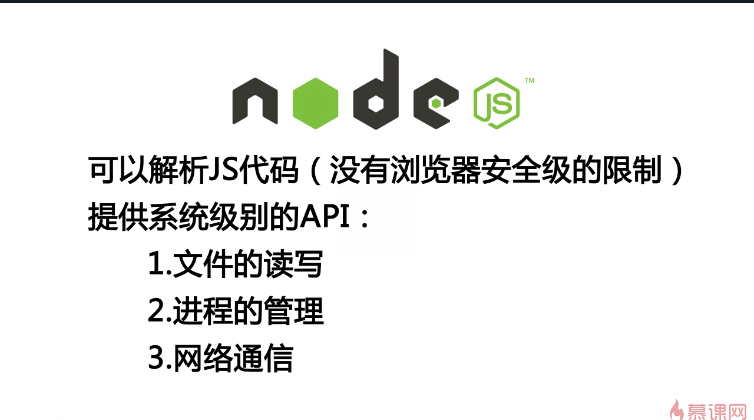 node JS ™
可以解析JS代码（没有浏览器安全级的限制）
提供系统级别的API：
1.文件的读写
2.进程的管理
3.网络通信
慕课网